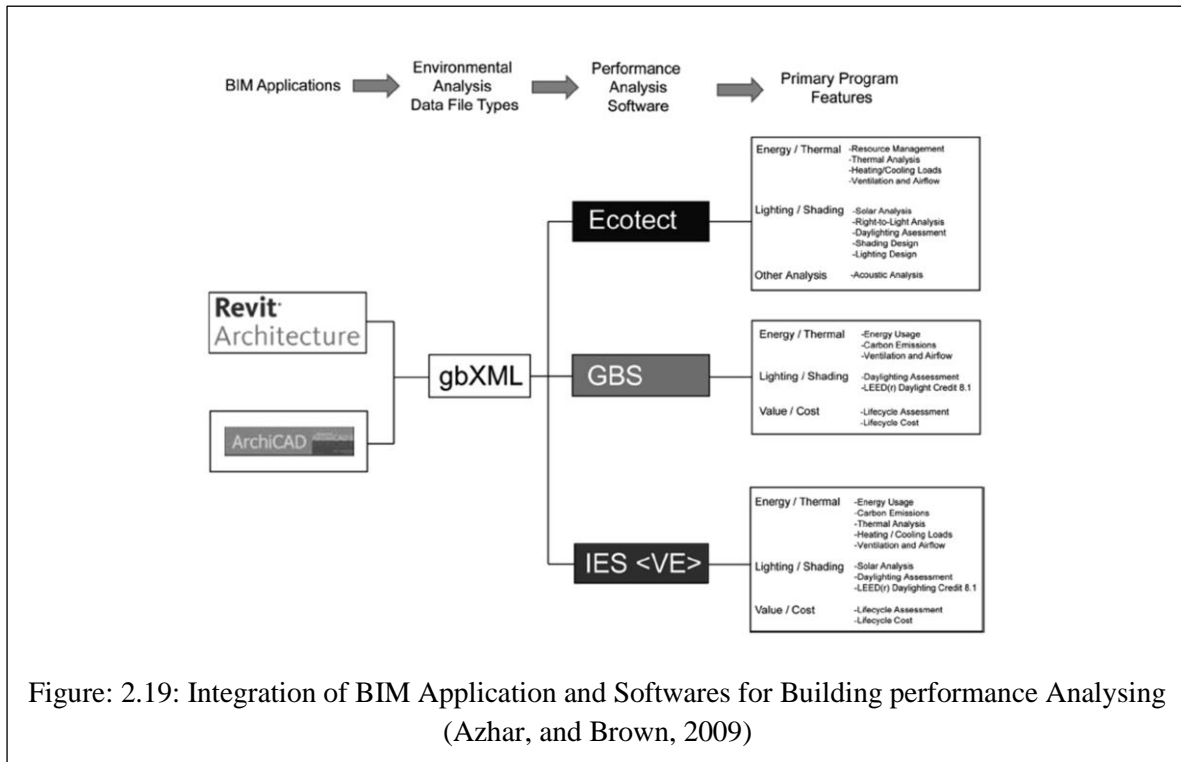 BIM Applications
Environmental
Analysis
Data File Types
Performance
Analysis
Software
Primary Program
Features
Revit
Architecture
ArchiCAD
gbXML
Ecotect
Energy / Thermal -Resource Management
-Thermal Analysis
-Heating/Cooling Loads
-Ventilation and Airflow
Lighting / Shading -Solar Analysis
-Right-to-Light Analysis
-Daylighting Asessment
-Shading Design
-Lighting Design
Other Analysis -Acoustic Analysis
GBS
Energy / Thermal -Energy Usage
-Carbon Emissions
-Ventilation and Airflow
Lighting / Shading -Daylighting Assessment
-LEED(r) Daylight Credit 8.1
Value / Cost -Lifecycle Assessment
-Lifecycle Cost
IES <VE>
Energy / Thermal -Energy Usage
-Carbon Emissions
-Thermal Analysis
-Heating / Cooling Loads
-Ventilation and Airflow
Lighting / Shading -Solar Analysis
-Daylighting Assessment
-LEED(r) Daylighting Credit 8.1
Value / Cost -Lifecycle Assessment
-Lifecycle Cost
Figure: 2.19: Integration of BIM Application and Softwares for Building performance Analysing
(Azhar, and Brown, 2009)